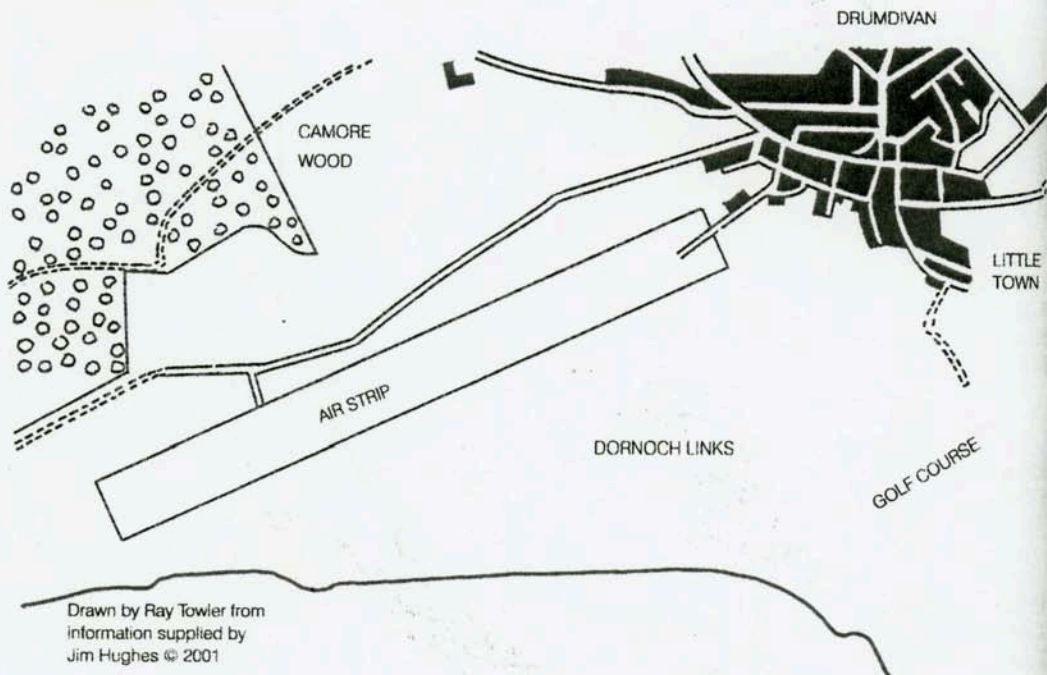 DRUMDIVAN
CAMORE
WOOD
LITTLE
TOWN
AIR STRIP
DORNOCH LINKS
GOLF COURSE
Drawn by Ray Towler from
information supplied by
Jim Hughes © 2001